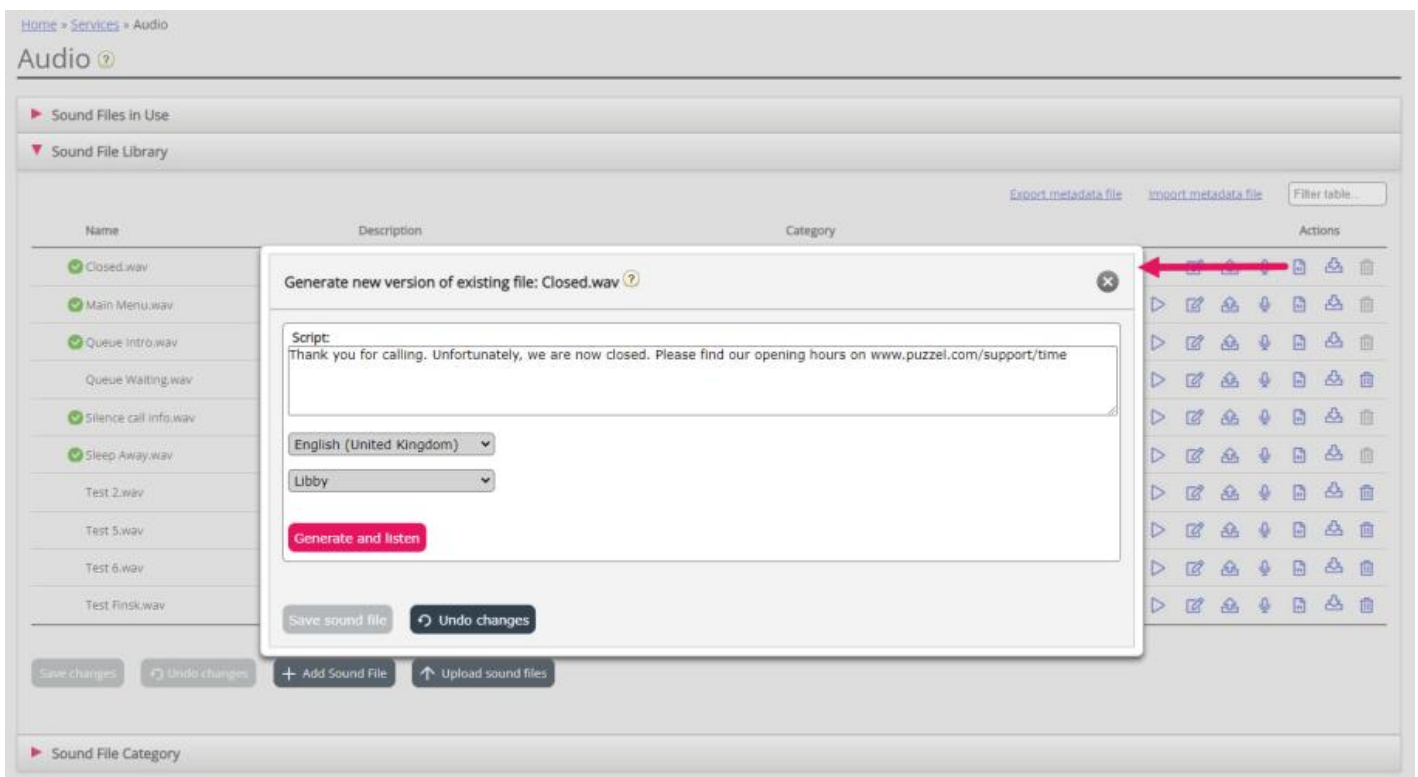 Home » Services » Audio
Audio ?
Sound Files in Use
Sound File Library
Export metadata file Import metadata file Filter table...
Name Description Category Actions
Closed.wav
Generate new version of existing file: Closed.wav ?
Main Menu.wav
Queue Intro.wav
Queue Waiting.wav
Silence call info.wav
Sleep Away.wav
Test 2.wav
Test 5.wav
Test 6.wav
Test Finsk.wav
Script:
Thank you for calling. Unfortunately, we are now closed. Please find our opening hours on www.puzzel.com/support/time
English (United Kingdom)
Libby
Generate and listen
Save sound file Undo changes
Save changes Undo changes Add Sound File Upload sound files
Sound File Category